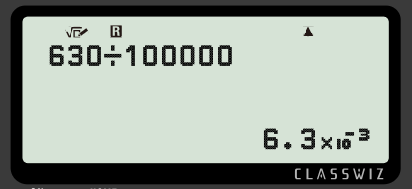 √□ R ▲
630÷100000
6.3×10⁻³
CLASSWIZ